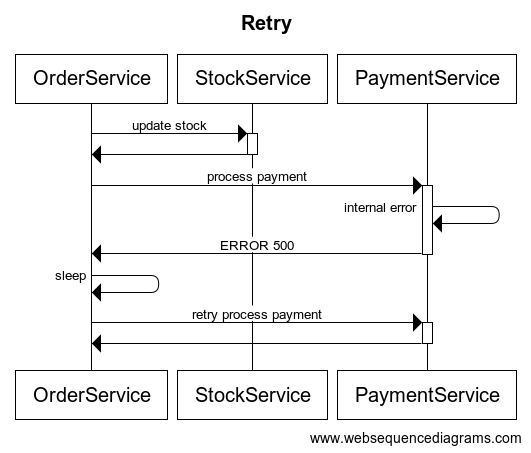 Retry
OrderService StockService PaymentService
update stock
process payment
internal error
ERROR 500
sleep
retry process payment
OrderService StockService PaymentService
www.websequencediagrams.com